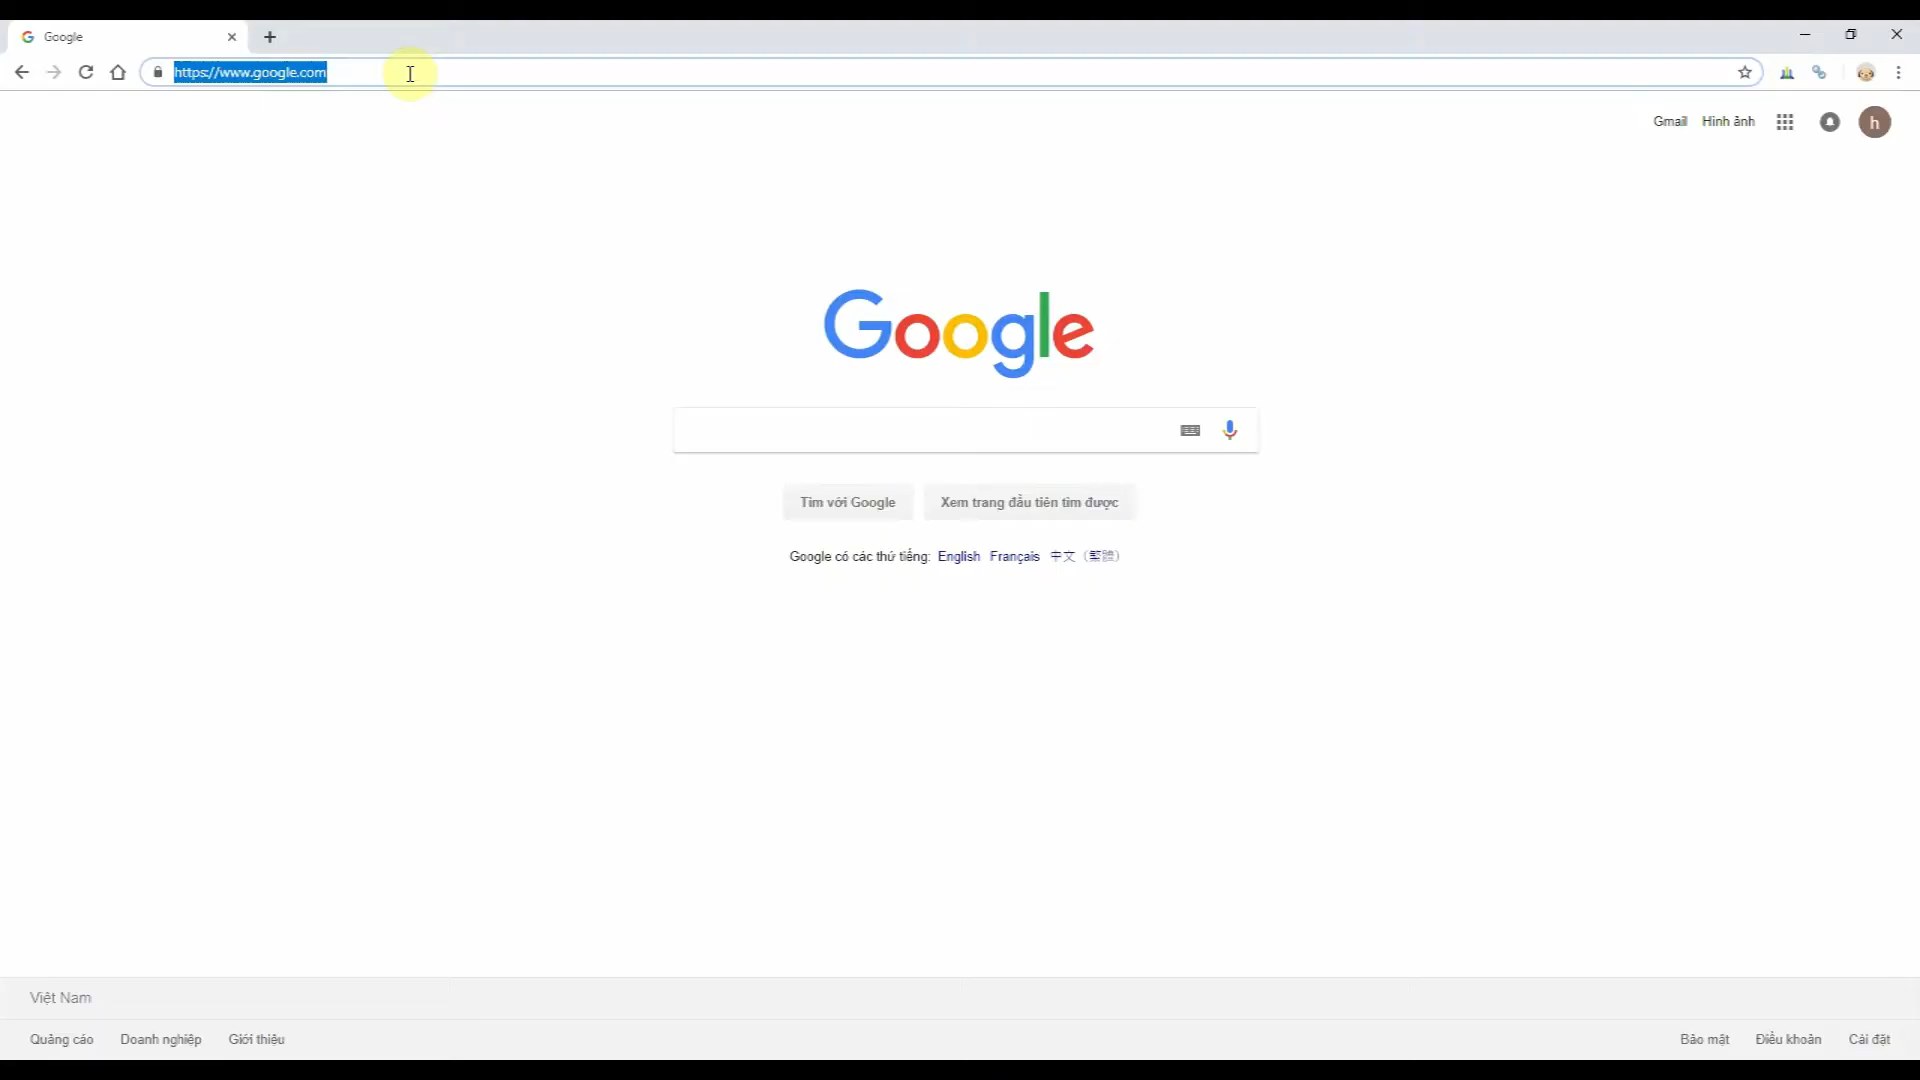 Google
https://www.google.com
Gmail Hình ảnh h
Google
Tìm với Google Xem trang đầu tiên tìm được
Google có các thứ tiếng: English Français 中文（繁體）
Việt Nam
Quảng cáo Doanh nghiệp Giới thiệu Bảo mật Điều khoản Cài đặt